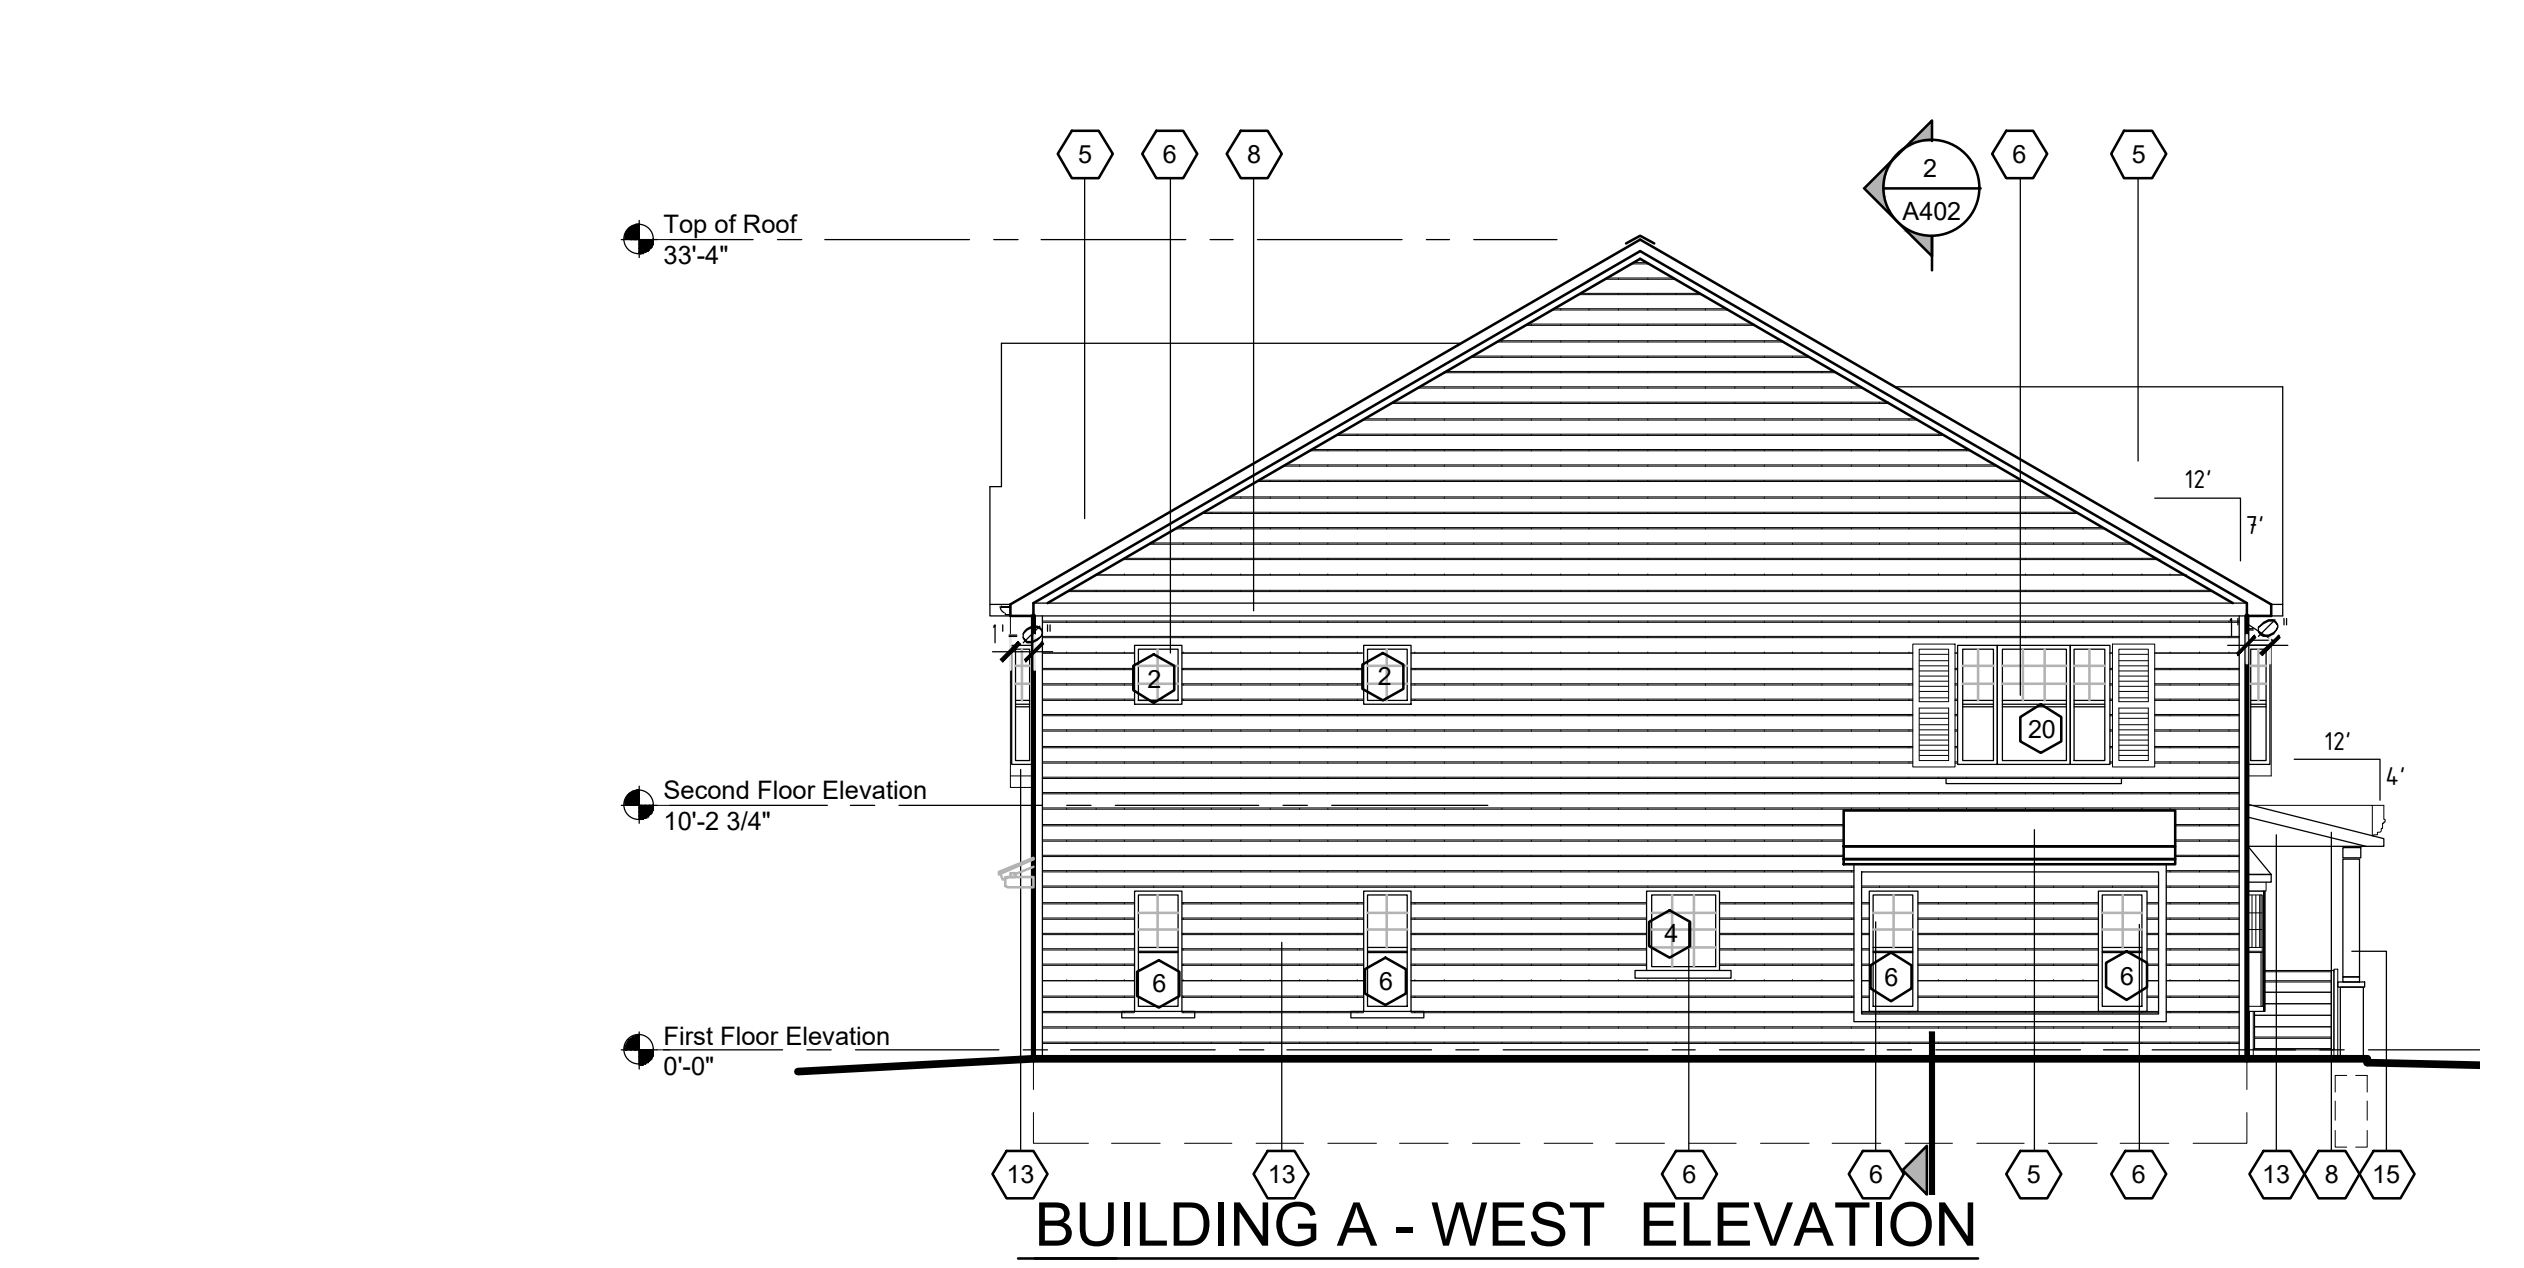 5 6 8 2 6 5
A402
Top of Roof
33'-4"
12'
7'
1'-0" 1'-0"
2 2 20
12'
4'
Second Floor Elevation
10'-2 3/4"
4
6 6 6 6
First Floor Elevation
0'-0"
13 13 6 6 5 6 13 8 15
BUILDING A - WEST ELEVATION